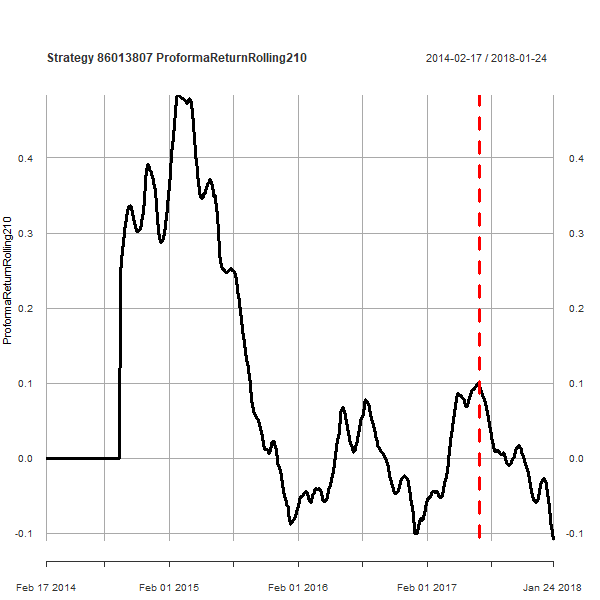 Strategy 86013807 ProformaReturnRolling210 2014-02-17 / 2018-01-24
ProformaReturnRolling210
0.4 0.4
0.3 0.3
0.2 0.2
0.1 0.1
0.0 0.0
-0.1 -0.1
Feb 17 2014 Feb 01 2015 Feb 01 2016 Feb 01 2017 Jan 24 2018